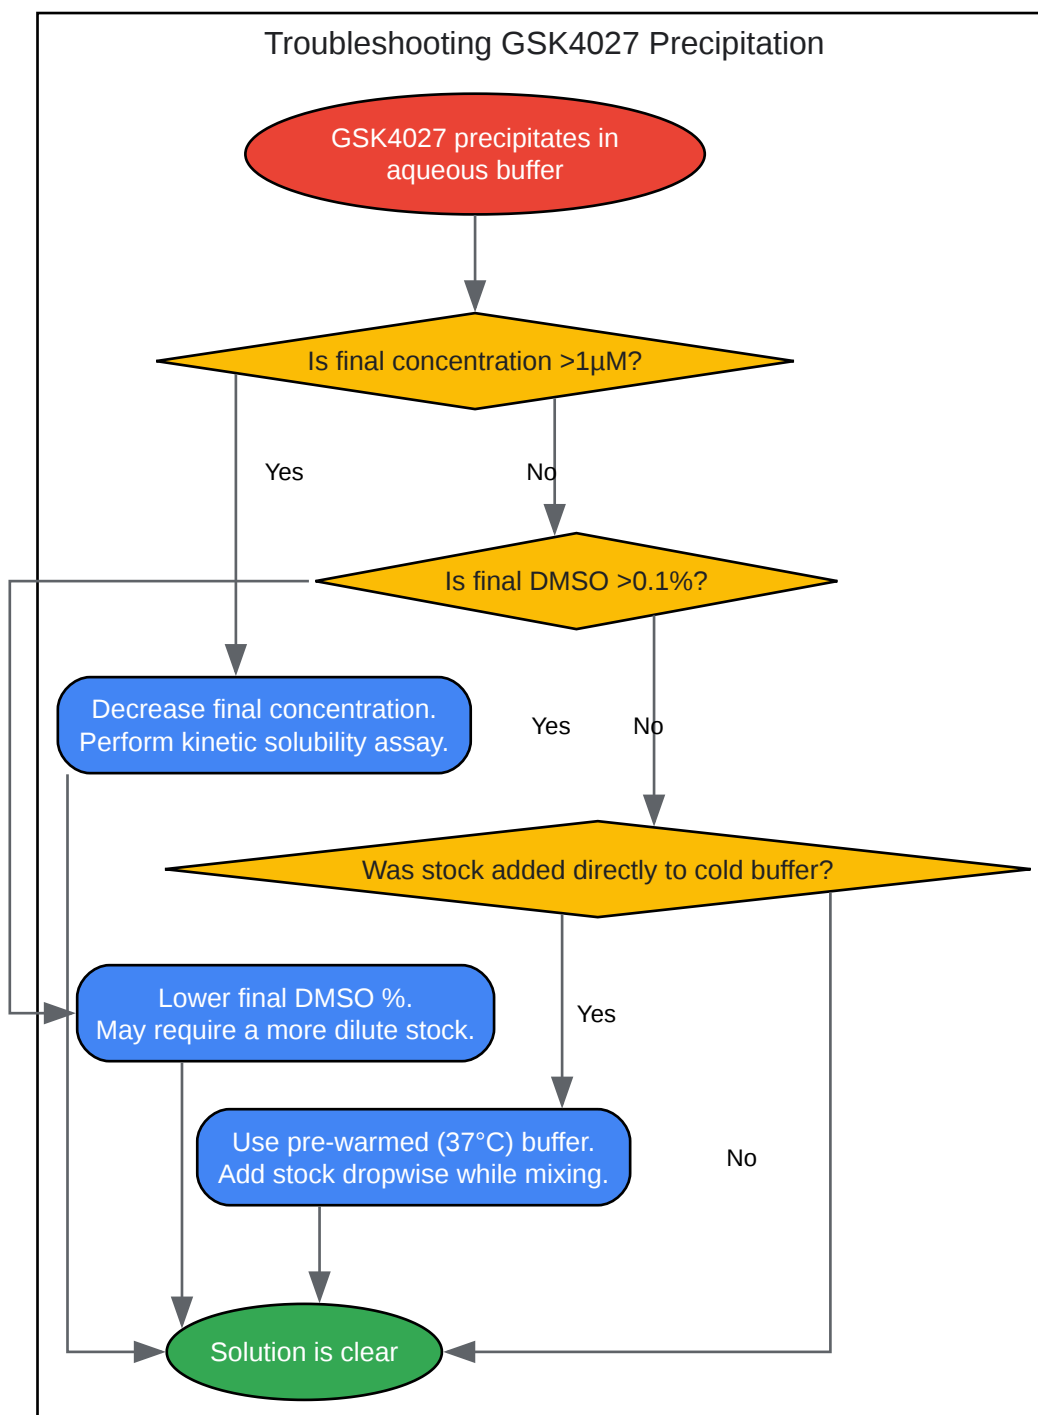 Troubleshooting GSK4027 Precipitation
GSK4027 precipitates in
aqueous buffer
Is final concentration >1µM?
Yes
No
Is final DMSO >0.1%?
Decrease final concentration.
Perform kinetic solubility assay.
Yes
No
Was stock added directly to cold buffer?
Lower final DMSO %.
May require a more dilute stock.
Yes
Use pre-warmed (37°C) buffer.
Add stock dropwise while mixing.
No
Solution is clear